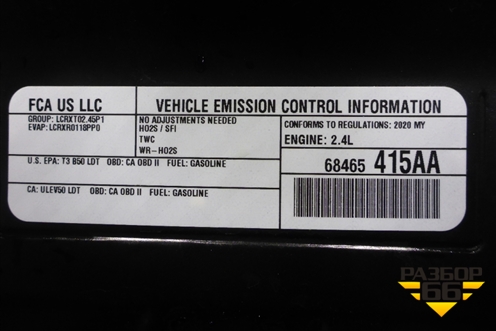 FCA US LLC
VEHICLE EMISSION CONTROL INFORMATION
GROUP: LCRXT02.45P1
EVAP: LCRXR0118PP0
NO ADJUSTMENTS NEEDED
HO2S / SFI
TWC
WR-HO2S
CONFORMS TO REGULATIONS: 2020 MY
ENGINE: 2.4L
U.S. EPA: T3 B50 LDT OBD: CA OBD II FUEL: GASOLINE
68465 415AA
CA: ULEV50 LDT OBD: CA OBD II FUEL: GASOLINE
РАЗБОР
66